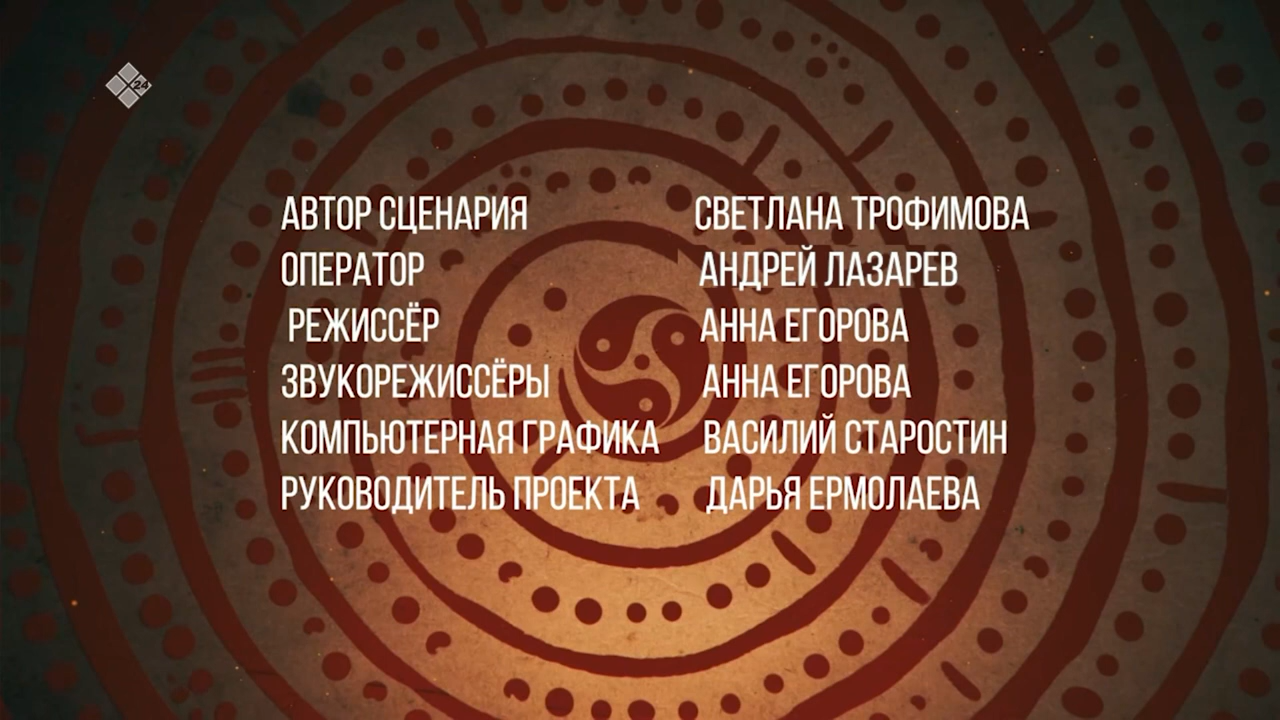 Х24
АВТОР СЦЕНАРИЯ СВЕТЛАНА ТРОФИМОВА
ОПЕРАТОР АНДРЕЙ ЛАЗАРЕВ
РЕЖИССЁР АННА ЕГОРОВА
ЗВУКОРЕЖИССЁРЫ АННА ЕГОРОВА
КОМПЬЮТЕРНАЯ ГРАФИКА ВАСИЛИЙ СТАРОСТИН
РУКОВОДИТЕЛЬ ПРОЕКТА ДАРЬЯ ЕРМОЛАЕВА